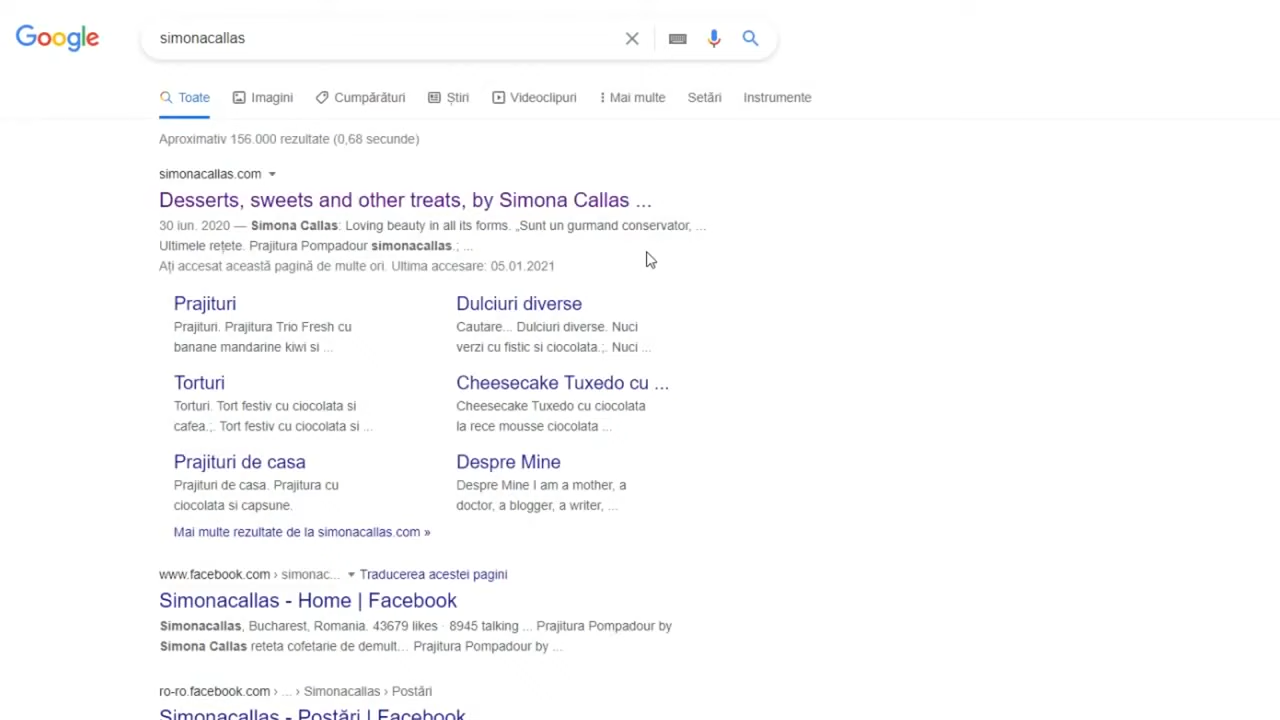 Google
simonacallas
Toate Imagini Cumpărături Știri Videoclipuri Mai multe Setări Instrumente
Aproximativ 156.000 rezultate (0,68 secunde)
simonacallas.com
Desserts, sweets and other treats, by Simona Callas ...
30 iun. 2020 — Simona Callas: Loving beauty in all its forms. „Sunt un gurmand conservator, ...
Ultimele rețete. Prajitura Pompadour simonacallas.; ...
Ați accesat această pagină de multe ori. Ultima accesare: 05.01.2021
Prajituri
Prajituri. Prajitura Trio Fresh cu
banane mandarine kiwi si ...
Dulciuri diverse
Cautare... Dulciuri diverse. Nuci
verzi cu fistic si ciocolata.;. Nuci ...
Torturi
Torturi. Tort festiv cu ciocolata si
cafea.;. Tort festiv cu ciocolata si ...
Cheesecake Tuxedo cu ...
Cheesecake Tuxedo cu ciocolata
la rece mousse ciocolata ...
Prajituri de casa
Prajituri de casa. Prajitura cu
ciocolata si capsune.
Despre Mine
Despre Mine I am a mother, a
doctor, a blogger, a writer, ...
Mai multe rezultate de la simonacallas.com »
www.facebook.com › simonac... Traducerea acestei pagini
Simonacallas - Home | Facebook
Simonacallas, Bucharest, Romania. 43679 likes · 8945 talking ... Prajitura Pompadour by
Simona Callas reteta cofetarie de demult... Prajitura Pompadour by ...
ro-ro.facebook.com › ... › Simonacallas › Postări
Simonacallas - Postări | Facebook